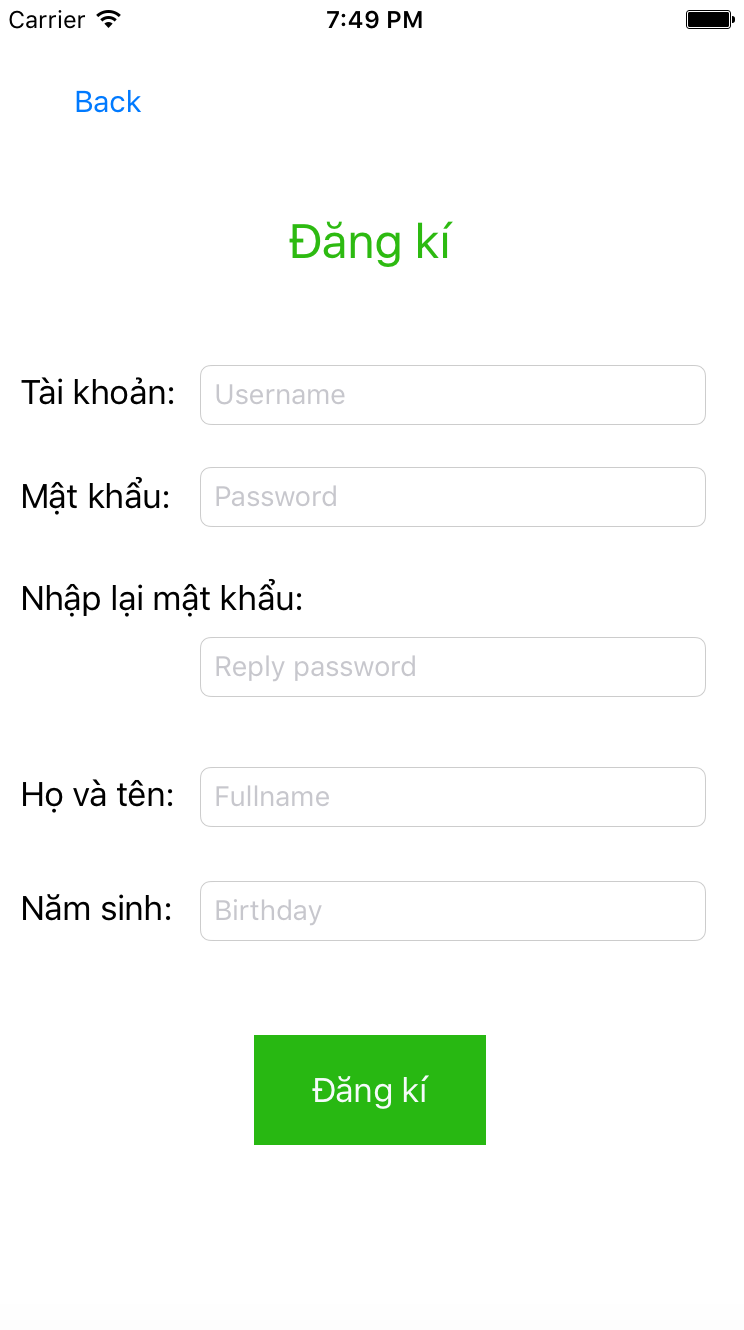 Carrier 7:49 PM
Back
Đăng kí
Tài khoản: Username
Mật khẩu: Password
Nhập lại mật khẩu:
Reply password
Họ và tên: Fullname
Năm sinh: Birthday
Đăng kí